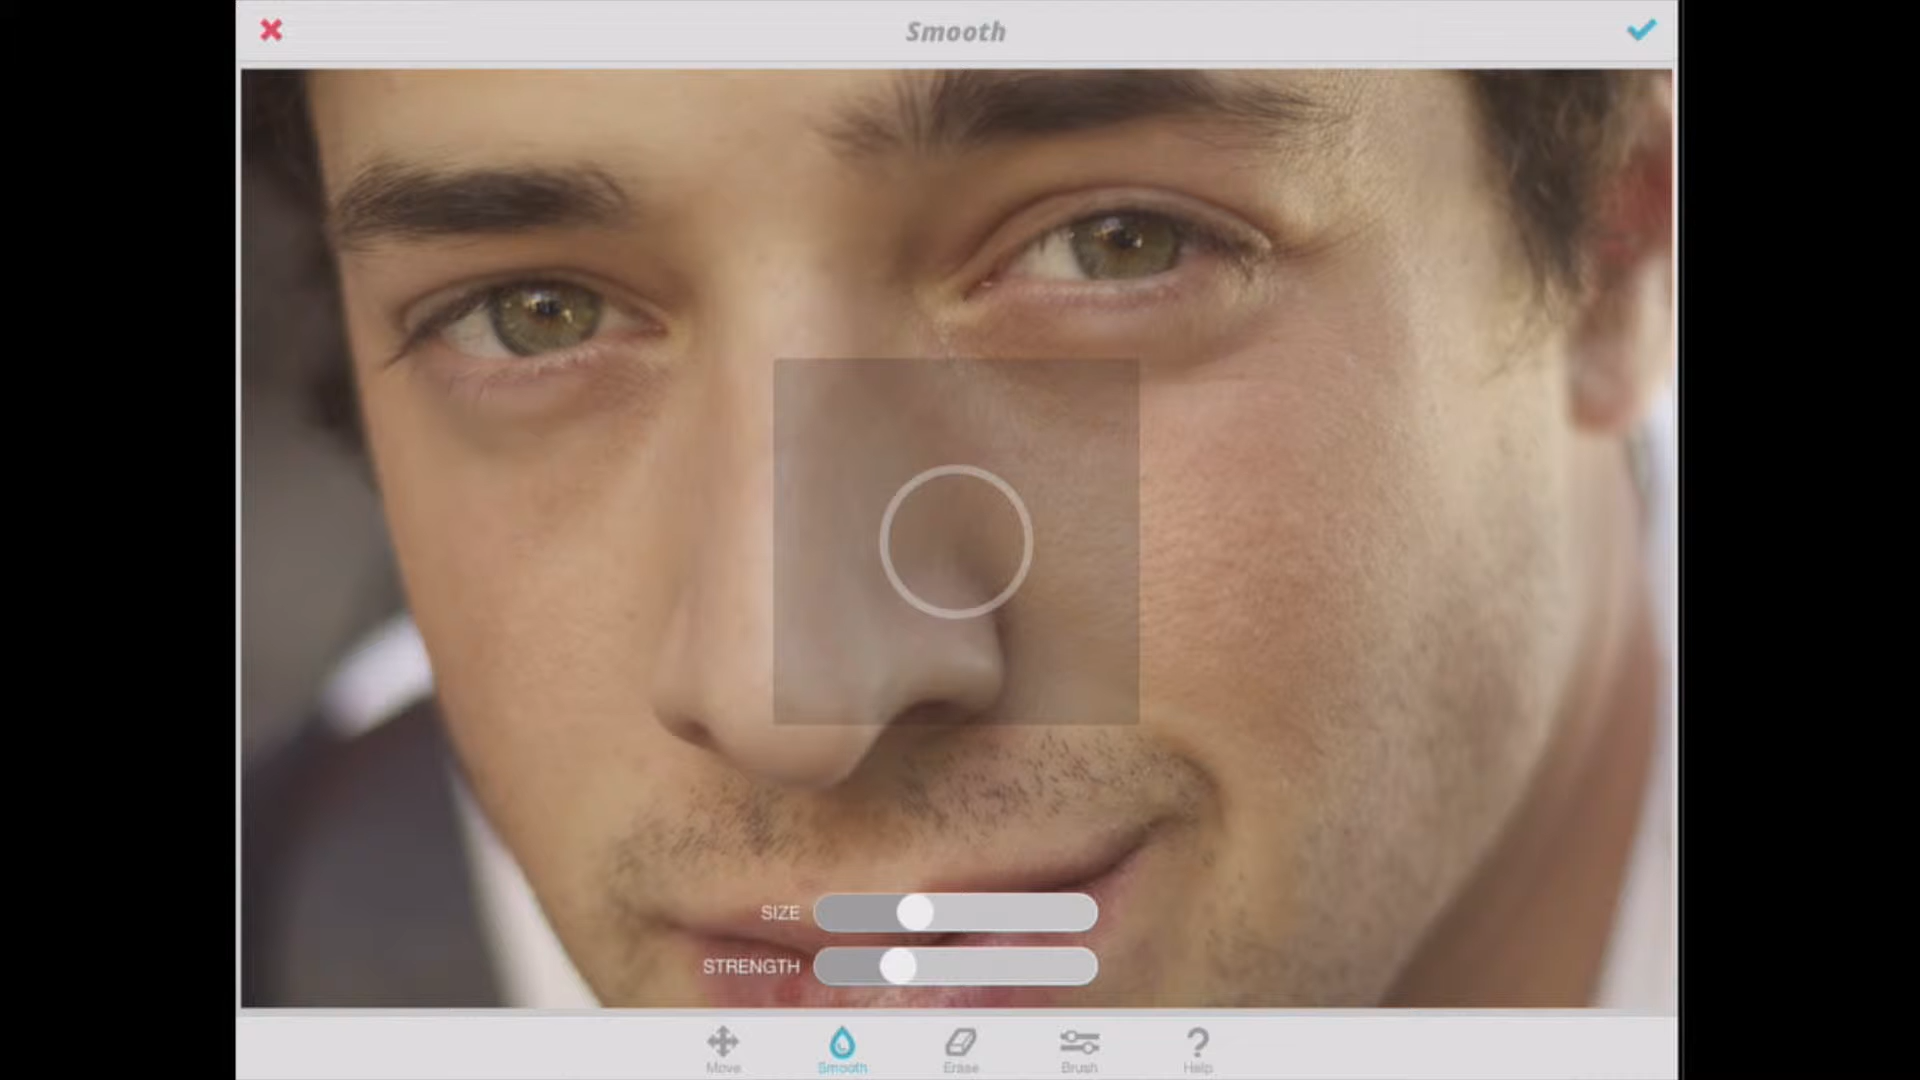 Smooth
SIZE
STRENGTH
Move
Smooth
Erase
Brush
Help